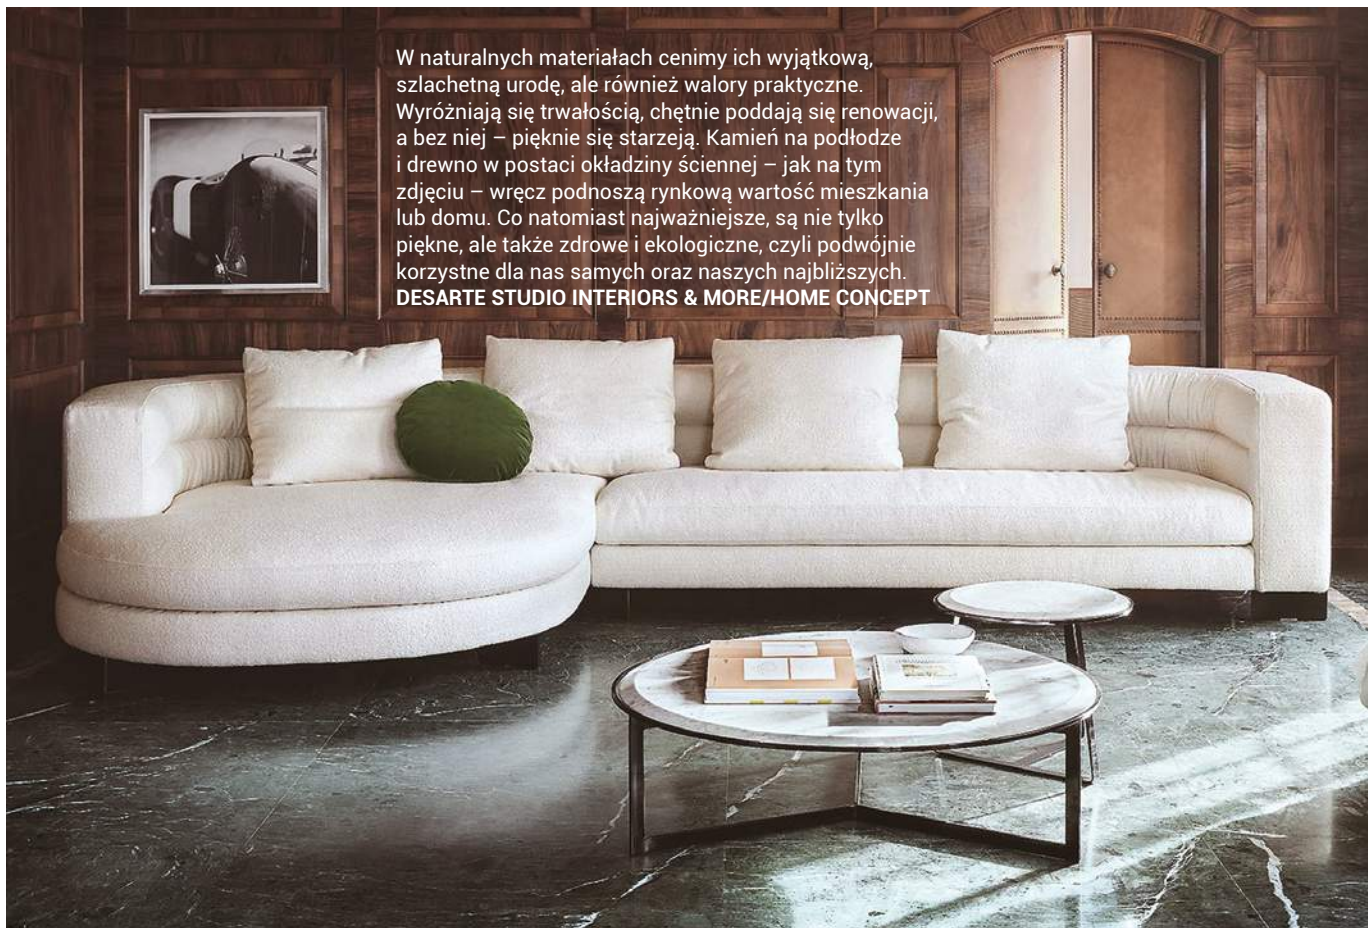 W naturalnych materiałach cenimy ich wyjątkową,
szlachetną urodę, ale również walory praktyczne.
Wyróżniają się trwałością, chętnie poddają się renowacji,
a bez niej – pięknie się starzeją. Kamień na podłodze
i drewno w postaci okładziny ściennej – jak na tym
zdjęciu – wręcz podnoszą rynkową wartość mieszkania
lub domu. Co natomiast najważniejsze, są nie tylko
piękne, ale także zdrowe i ekologiczne, czyli podwójnie
korzystne dla nas samych oraz naszych najbliższych.
DESARTE STUDIO INTERIORS & MORE/HOME CONCEPT